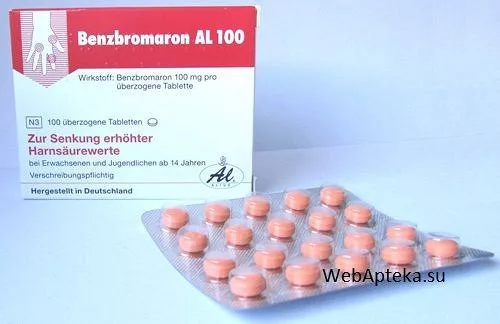 Benzbromaron AL 100
Wirkstoff: Benzbromaron 100 mg pro
überzogene Tablette
N3 100 überzogene Tabletten
Zur Senkung erhöhter
Harnsäurewerte
bei Erwachsenen und Jugendlichen ab 14 Jahren
Verschreibungspflichtig
Hergestellt in Deutschland
AL
ALIUD
WebApteka.su